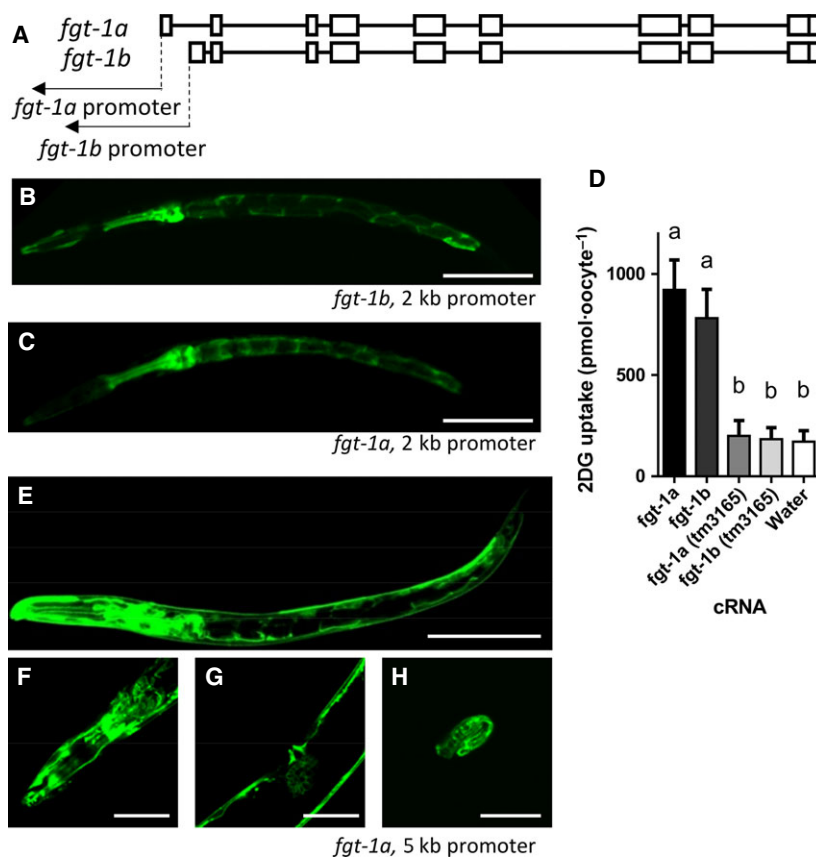 A
fgt-1a
fgt-1b
fgt-1a promoter
fgt-1b promoter
B
fgt-1b, 2 kb promoter
C
fgt-1a, 2 kb promoter
D
a
a
b
b
b
2DG uptake (pmol·oocyte⁻¹)
1000
500
0
fgt-1a
fgt-1b
fgt-1a (tm3165)
fgt-1b (tm3165)
Water
cRNA
E
F
G
H
fgt-1a, 5 kb promoter